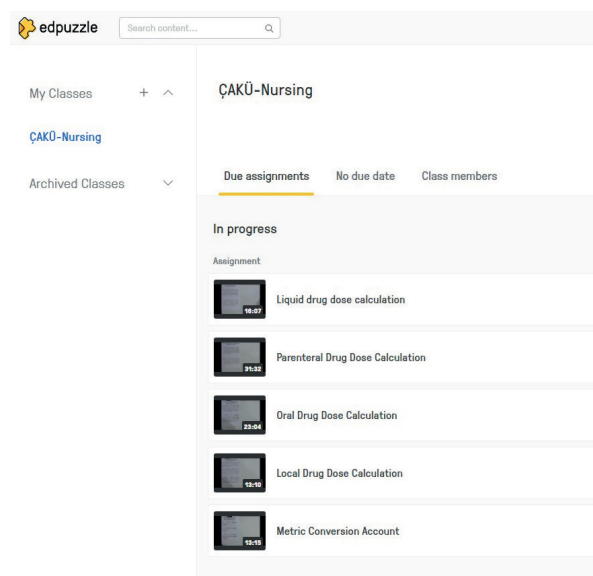 edpuzzle
Search content...
My Classes
ÇAKÜ-Nursing
Archived Classes
ÇAKÜ-Nursing
Due assignments No due date Class members
In progress
Assignment
16:07 Liquid drug dose calculation
31:32 Parenteral Drug Dose Calculation
23:04 Oral Drug Dose Calculation
13:10 Local Drug Dose Calculation
13:15 Metric Conversion Account